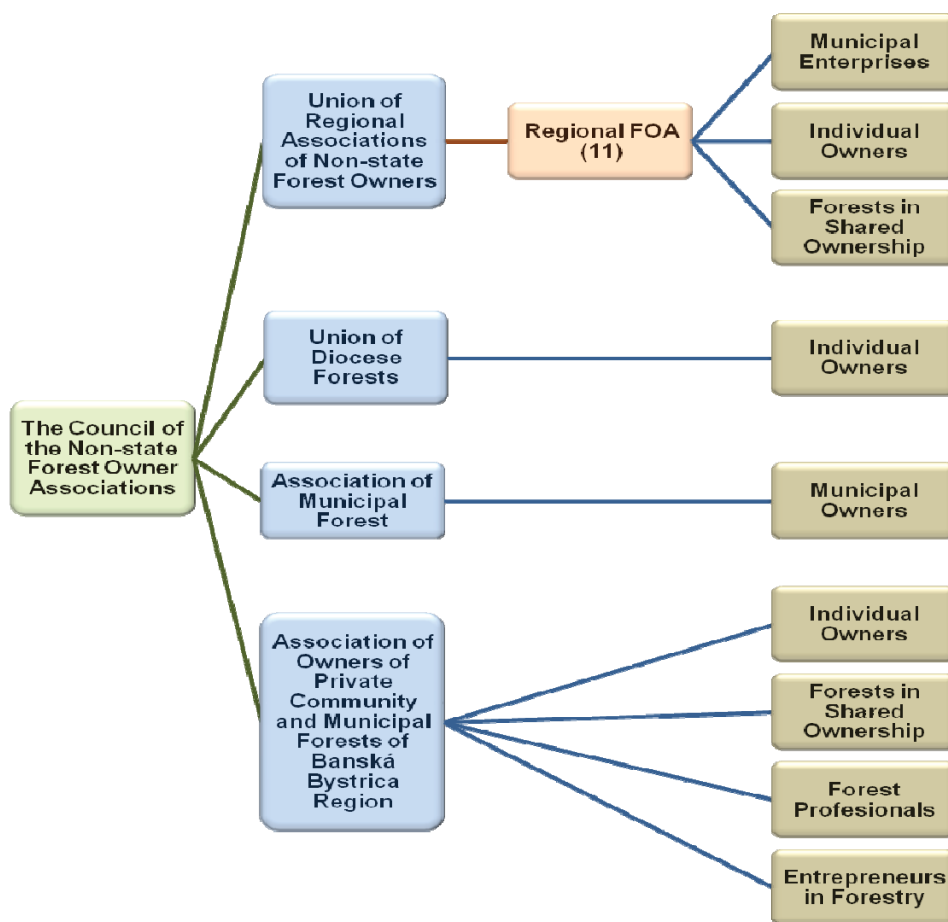 The Council of
the Non-state
Forest Owner
Associations
Union of
Regional
Associations
of Non-state
Forest Owners
Regional FOA
(11)
Municipal
Enterprises
Individual
Owners
Forests in
Shared
Ownership
Union of
Diocese
Forests
Individual
Owners
Association of
Municipal
Forest
Municipal
Owners
Association of
Owners of
Private
Community
and Municipal
Forests of
Banská
Bystrica
Region
Individual
Owners
Forests in
Shared
Ownership
Forest
Profesionals
Entrepreneurs
in Forestry